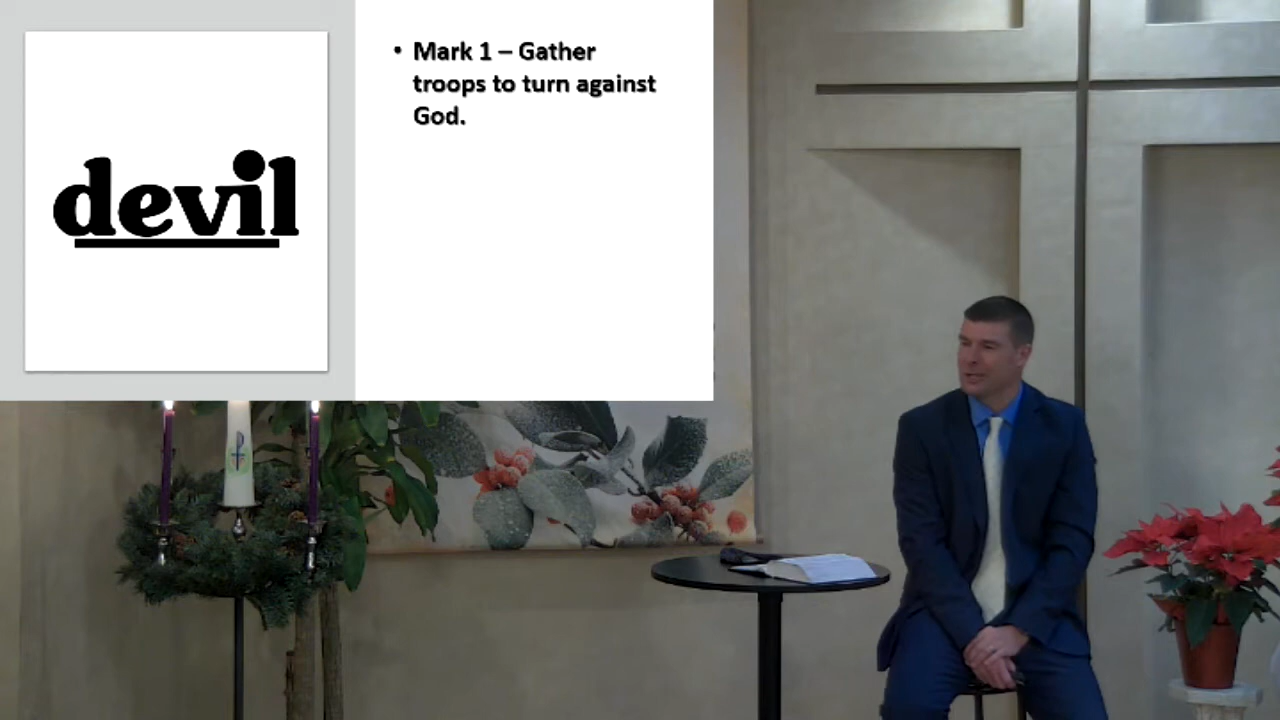 devil
• Mark 1 – Gather
troops to turn against
God.